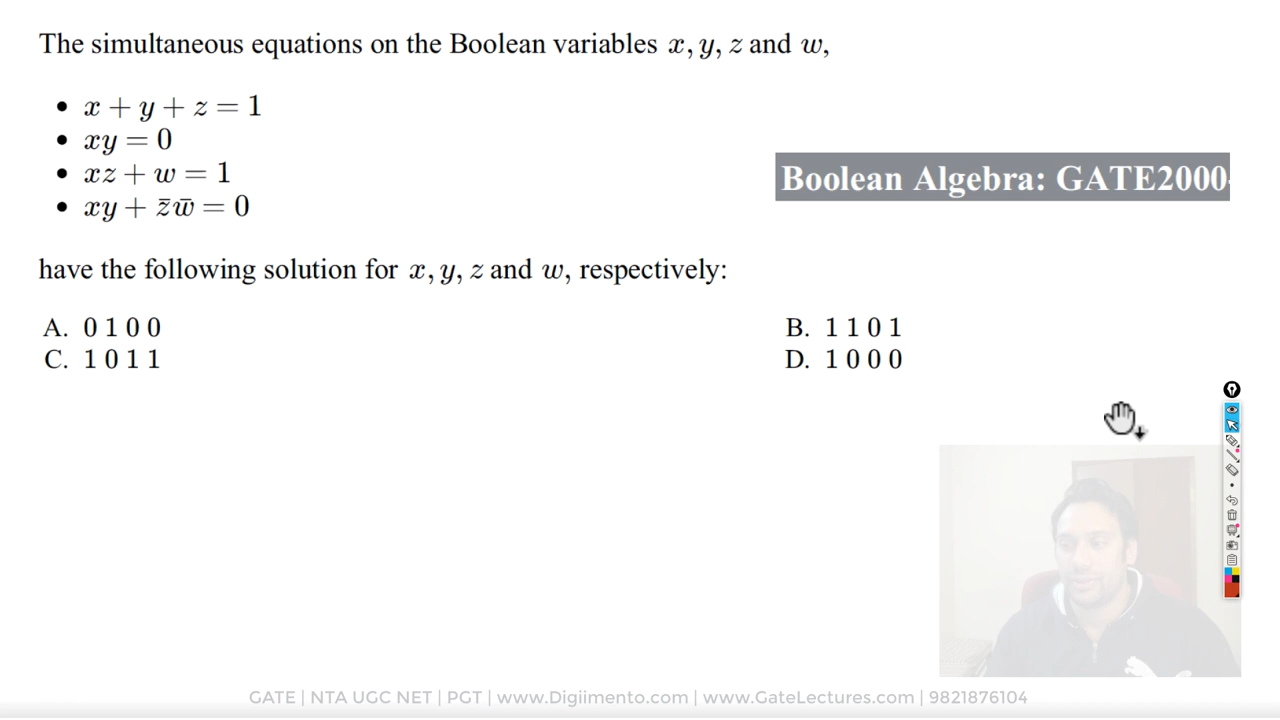 The simultaneous equations on the Boolean variables x, y, z and w,
• x + y + z = 1
• xy = 0
• xz + w = 1
• xy + z̄w̄ = 0
Boolean Algebra: GATE2000-
have the following solution for x, y, z and w, respectively:
A. 0 1 0 0
B. 1 1 0 1
C. 1 0 1 1
D. 1 0 0 0
GATE | NTA UGC NET | PGT | www.Digiimento.com | www.GateLectures.com | 9821876104